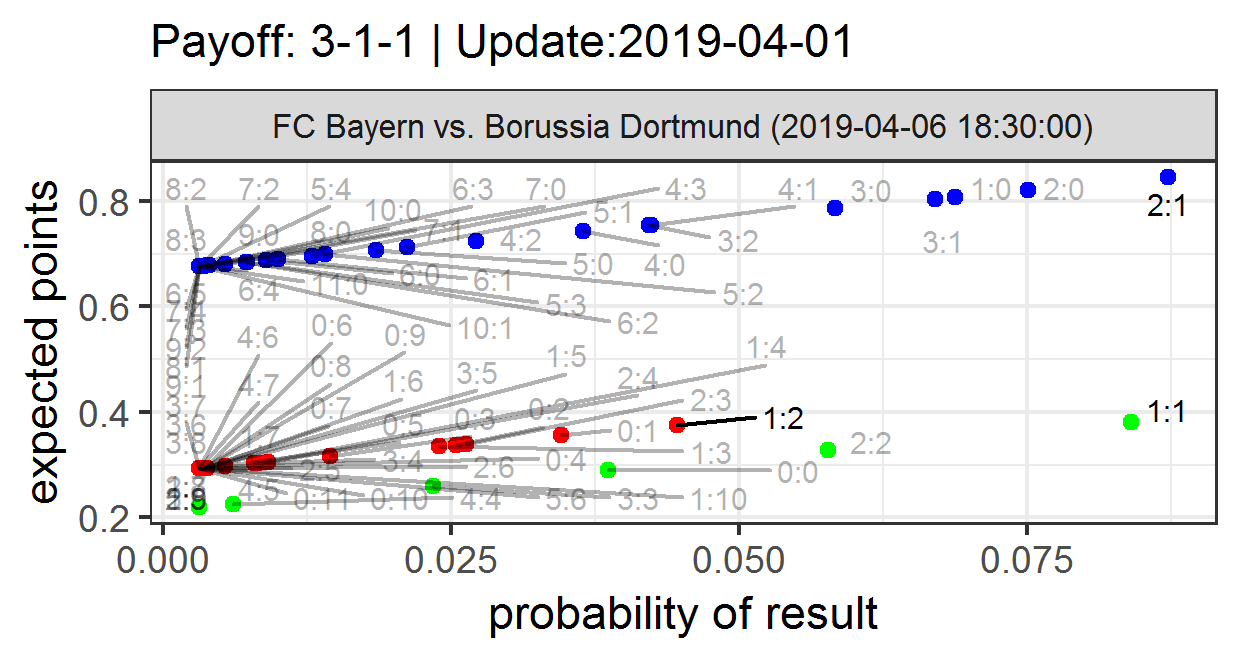 Payoff: 3-1-1 | Update:2019-04-01
FC Bayern vs. Borussia Dortmund (2019-04-06 18:30:00)
expected points
0.8
0.6
0.4
0.2
8:2 7:2 5:4 6:3 7:0 4:3 4:1 3:0 1:0 2:0
2:1
10:0 5:1
8:3 9:0 8:0 7:1 4:2 3:2 3:1
5:0 4:0
6:4 11:0 6:0 6:1 5:3 5:2
10:1 6:2
9:2
8:1
9:1
3:7
4:6 0:6 0:9 1:4
0:8 1:6 3:5 1:5 2:4
4:7 0:7 0:5 0:3 0:2 2:3 1:2 1:1
1:7 0:1 2:2
2:5 3:4 2:6 0:4 1:3 0:0
4:5 0:11 0:10 4:4 5:6 3:3 1:10
0.000 0.025 0.050 0.075
probability of result